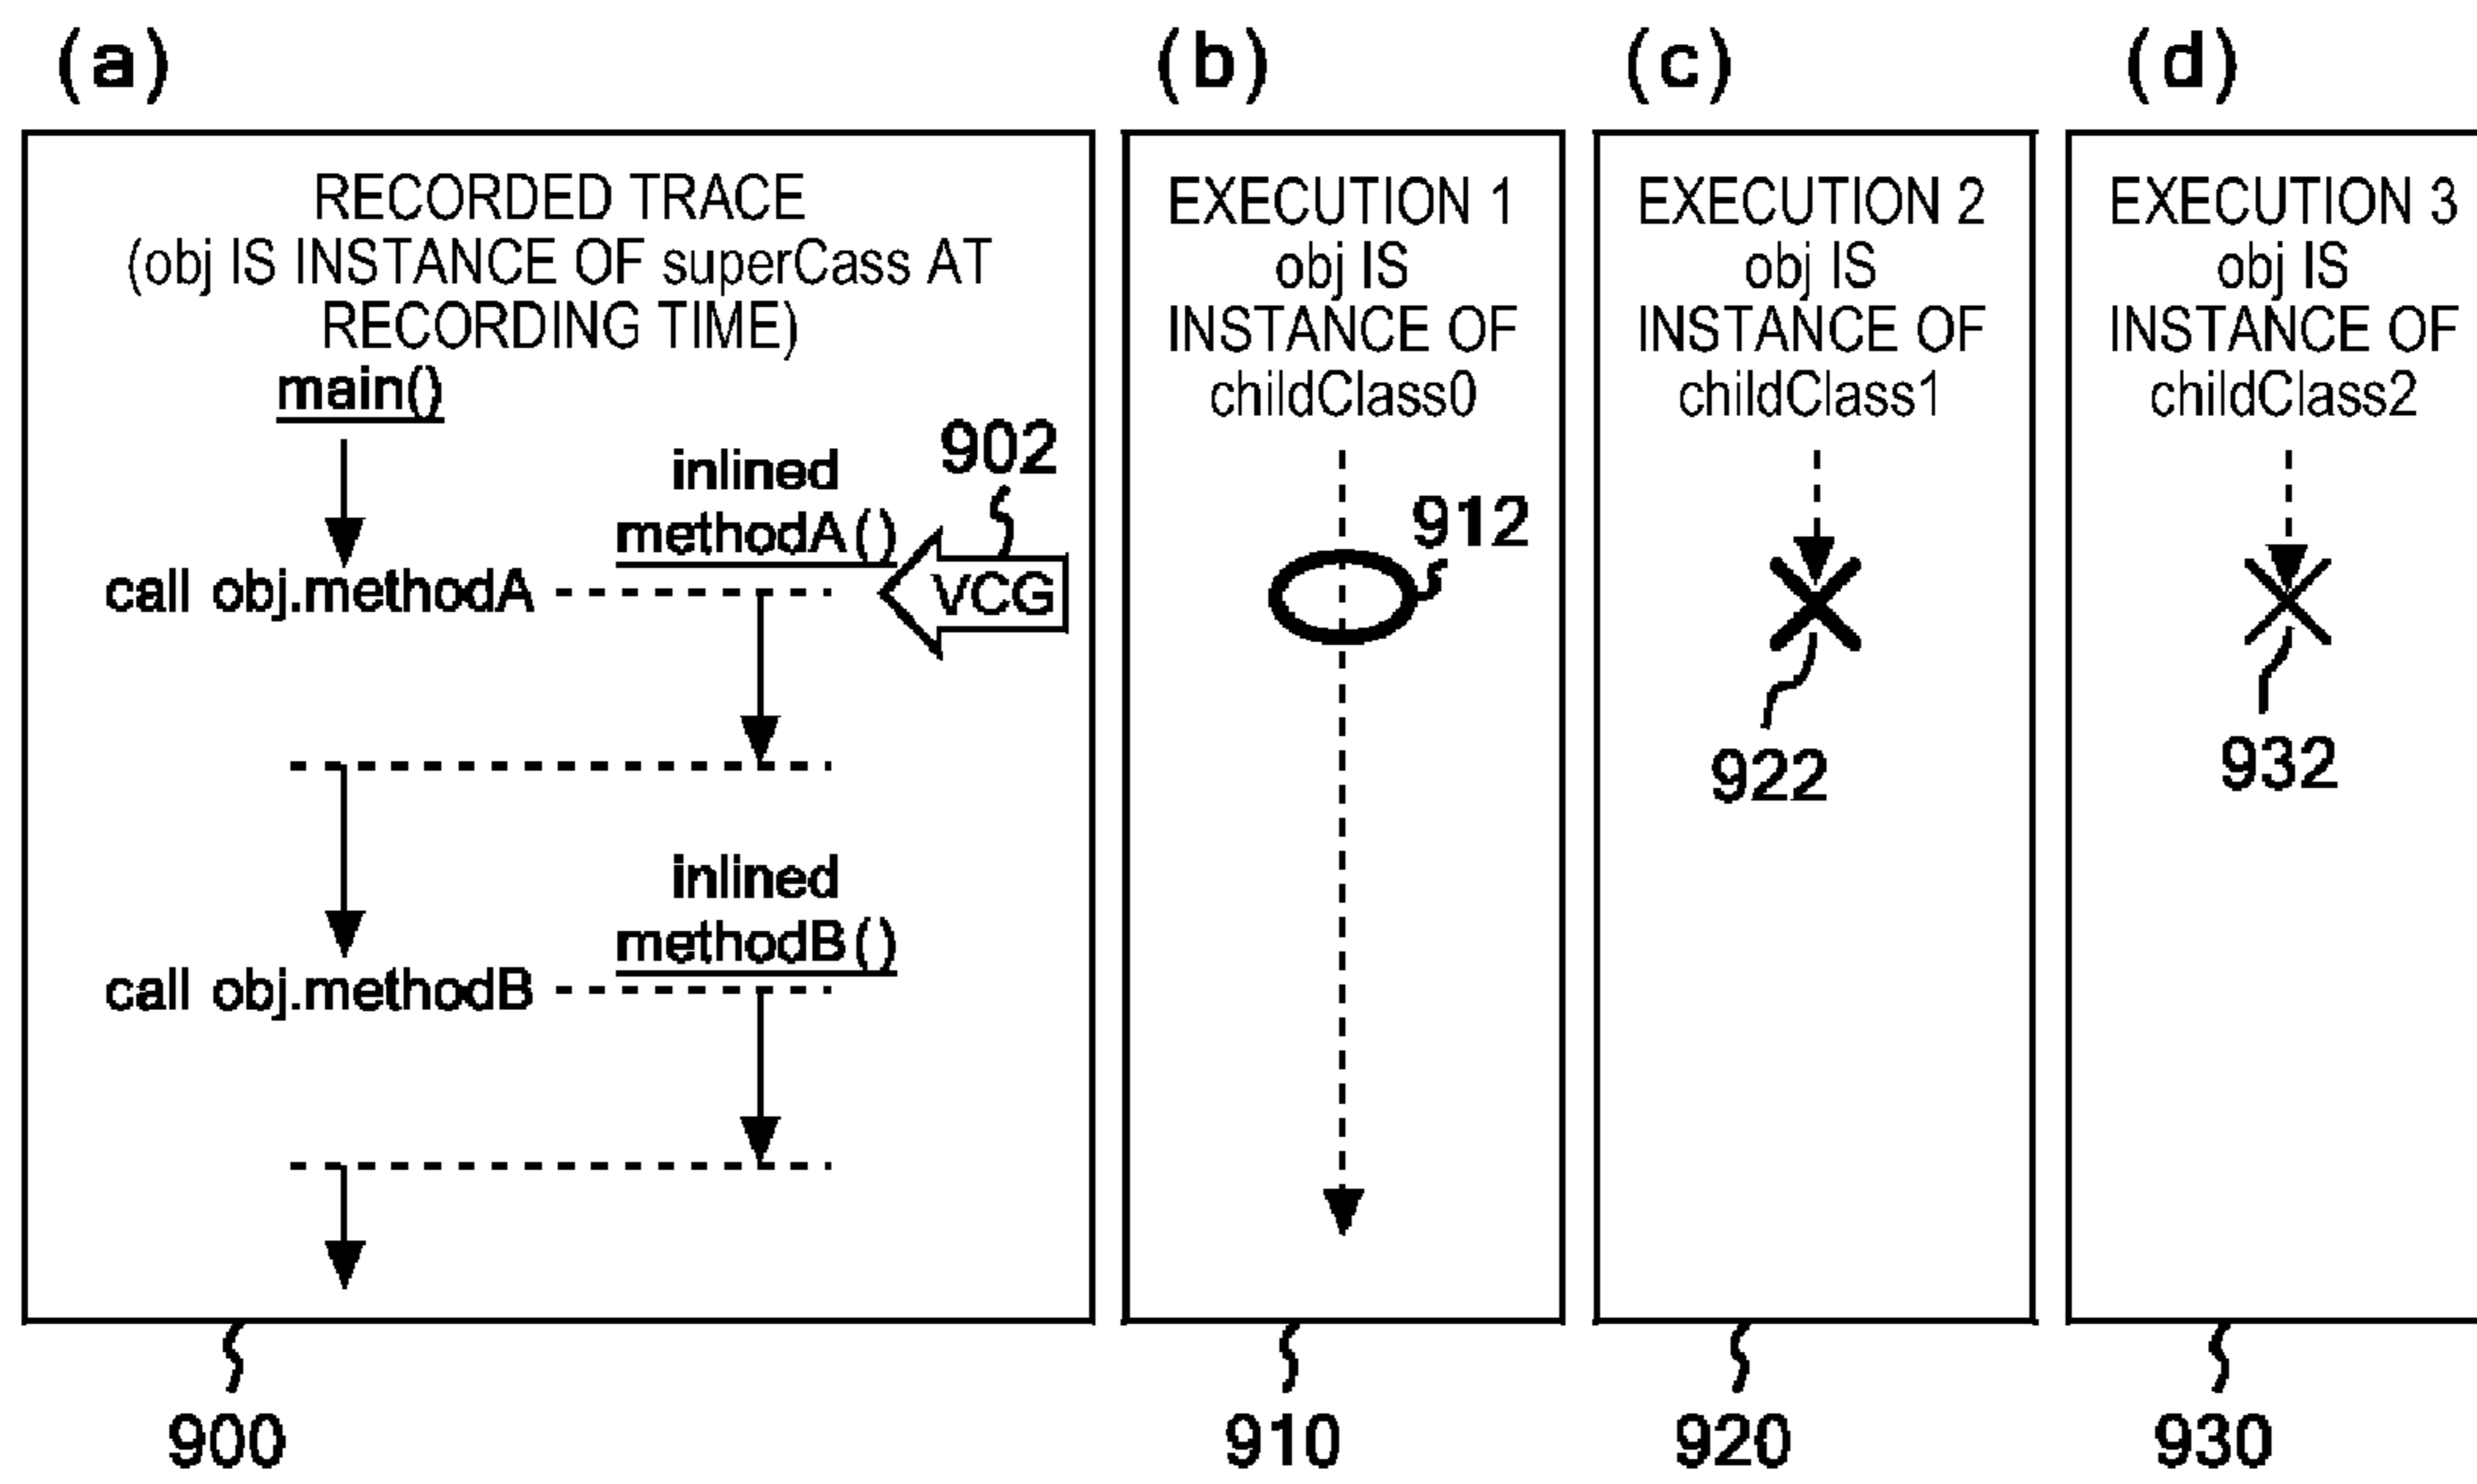 (a)
RECORDED TRACE
(obj IS INSTANCE OF superCass AT
RECORDING TIME)
main()
902
inlined
methodA()
call obj.methodA
VCG
inlined
methodB()
call obj.methodB
900
(b)
EXECUTION 1
obj IS
INSTANCE OF
childClass0
912
910
(c)
EXECUTION 2
obj IS
INSTANCE OF
childClass1
922
920
(d)
EXECUTION 3
obj IS
INSTANCE OF
childClass2
932
930